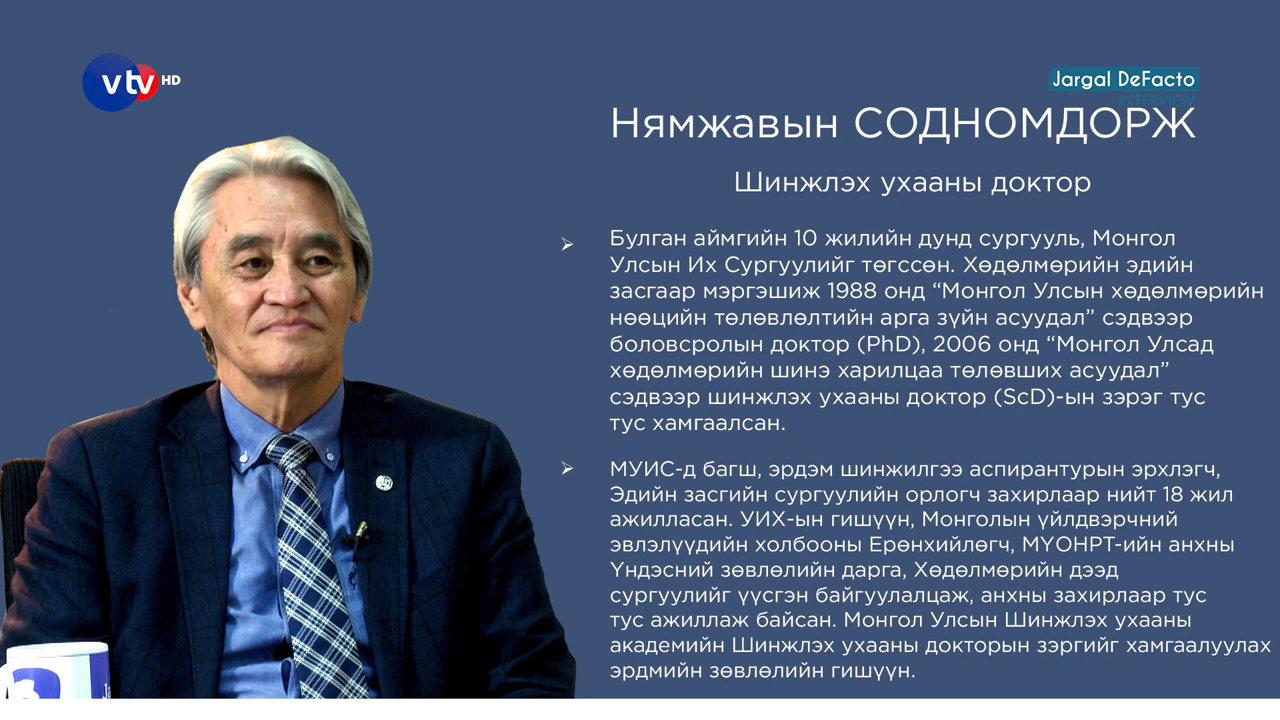 vtv HD
Jargal DeFacto
INTERVIEW
Нямжавын СОДНОМДОРЖ
Шинжлэх ухааны доктор
Булган аймгийн 10 жилийн дунд сургууль, Монгол
Улсын Их Сургуулийг төгссөн. Хөдөлмөрийн эдийн
засгаар мэргэшиж 1988 онд “Монгол Улсын хөдөлмөрийн
нөөцийн төлөвлөлтийн арга зүйн асуудал” сэдвээр
боловсролын доктор (PhD), 2006 онд “Монгол Улсад
хөдөлмөрийн шинэ харилцаа төлөвших асуудал”
сэдвээр шинжлэх ухааны доктор (ScD)-ын зэрэг тус
тус хамгаалсан.
МУИС-д багш, эрдэм шинжилгээ аспирантурын эрхлэгч,
Эдийн засгийн сургуулийн орлогч захирлаар нийт 18 жил
ажилласан. УИХ-ын гишүүн, Монголын үйлдвэрчний
эвлэлүүдийн холбооны Ерөнхийлөгч, МҮОНРТ-ийн анхны
Үндэсний зөвлөлийн дарга, Хөдөлмөрийн дээд
сургуулийг үүсгэн байгуулалцаж, анхны захирлаар тус
тус ажиллаж байсан. Монгол Улсын Шинжлэх ухааны
академийн Шинжлэх ухааны докторын зэргийг хамгаалуулах
эрдмийн зөвлөлийн гишүүн.